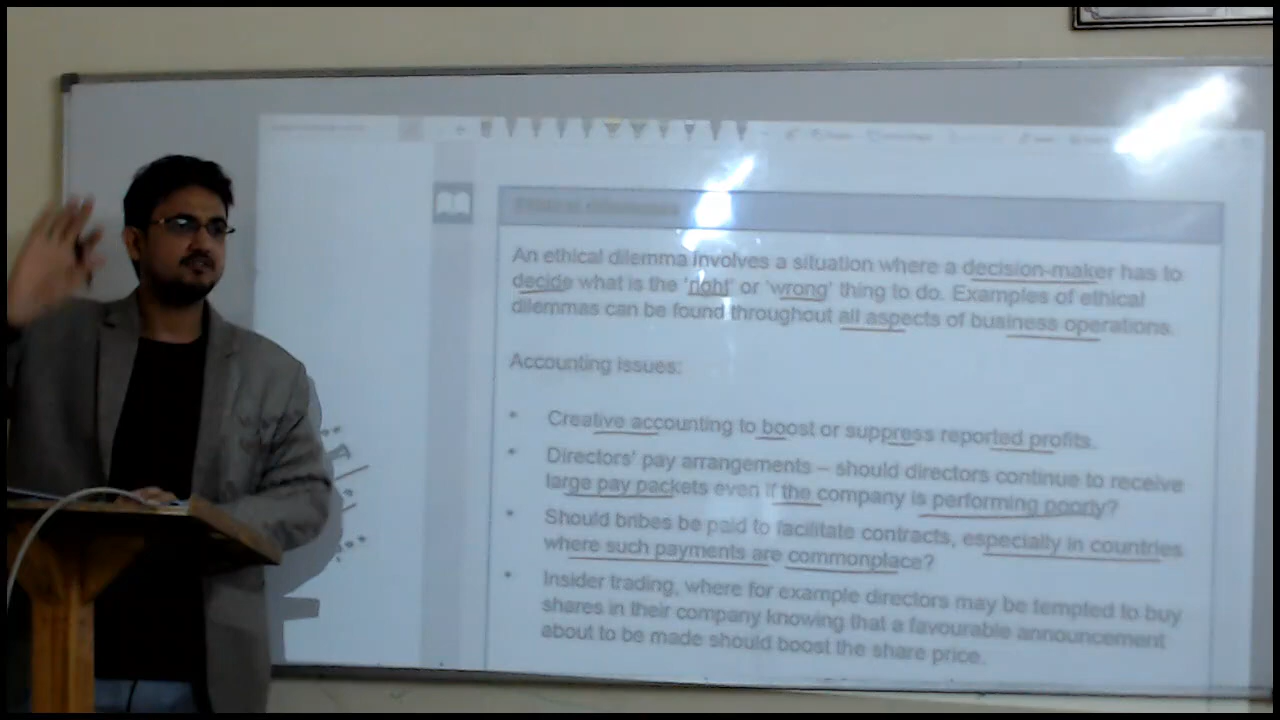 Ethical dilemmas
An ethical dilemma involves a situation where a decision-maker has to
decide what is the 'right' or 'wrong' thing to do. Examples of ethical
dilemmas can be found throughout all aspects of business operations.
Accounting issues:
• Creative accounting to boost or suppress reported profits.
• Directors' pay arrangements – should directors continue to receive
large pay packets even if the company is performing poorly?
• Should bribes be paid to facilitate contracts, especially in countries
where such payments are commonplace?
• Insider trading, where for example directors may be tempted to buy
shares in their company knowing that a favourable announcement
about to be made should boost the share price.